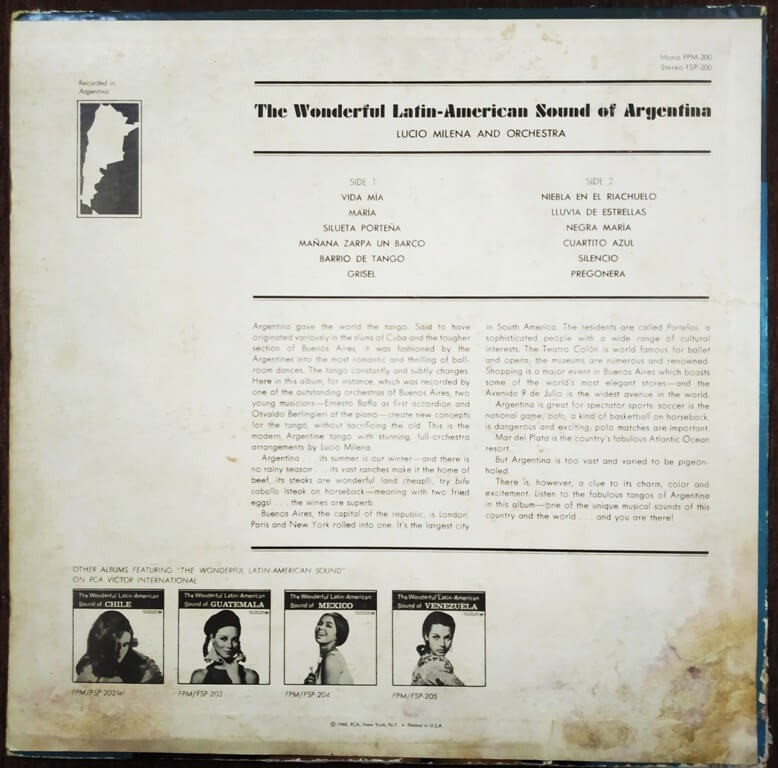 Mono FPM-200
Stereo FSP-200
Recorded in
Argentina
The Wonderful Latin-American Sound of Argentina
LUCIO MILENA AND ORCHESTRA
SIDE 1
VIDA MÍA
MARÍA
SILUETA PORTEÑA
MAÑANA ZARPA UN BARCO
BARRIO DE TANGO
GRISEL
SIDE 2
NIEBLA EN EL RIACHUELO
LLUVIA DE ESTRELLAS
NEGRA MARÍA
CUARTITO AZUL
SILENCIO
PREGONERA
Argentina gave the world the tango. Said to have
originated variously in the slums of Cuba and the tougher
section of Buenos Aires, it was fashioned by the
Argentines into the most romantic and thrilling of ball-
room dances. The tango constantly and subtly changes.
Here in this album, for instance, which was recorded by
one of the outstanding orchestras of Buenos Aires, two
young musicians—Ernesto Baffa as first accordion and
Osvaldo Berlingieri at the piano—create new concepts
for the tango, without sacrificing the old. This is the
modern Argentine tango with stunning, full-orchestra
arrangements by Lucio Milena.
Argentina . . . its summer is our winter—and there is
no rainy season . . . its vast ranches make it the home of
beef, its steaks are wonderful (and cheap!), try bife
caballo (steak on horseback—meaning with two fried
eggs) . . . the wines are superb.
Buenos Aires, the capital of the republic, is London,
Paris and New York rolled into one. It's the largest city
in South America. The residents are called Porteños, a
sophisticated people with a wide range of cultural
interests. The Teatro Colón is world famous for ballet
and opera; the museums are numerous and renowned.
Shopping is a major event in Buenos Aires which boasts
some of the world's most elegant stores—and the
Avenida 9 de Julio is the widest avenue in the world.
Argentina is great for spectator sports: soccer is the
national game; pato, a kind of basketball on horseback,
is dangerous and exciting; polo matches are important.
Mar del Plata is the country's fabulous Atlantic Ocean
resort.
But Argentina is too vast and varied to be pigeon-
holed.
There is, however, a clue to its charm, color and
excitement. Listen to the fabulous tangos of Argentina
in this album—one of the unique musical sounds of this
country and the world . . . and you are there!
OTHER ALBUMS FEATURING "THE WONDERFUL LATIN-AMERICAN SOUND"
ON RCA VICTOR INTERNATIONAL
The Wonderful Latin-American
Sound of CHILE
The Wonderful Latin-American
Sound of GUATEMALA
The Wonderful Latin-American
Sound of MEXICO
The Wonderful Latin-American
Sound of VENEZUELA
FPM/FSP-202(e)
FPM/FSP-203
FPM/FSP-204
FPM/FSP-205
© 1968, RCA, New York, N.Y. • Printed in U.S.A.